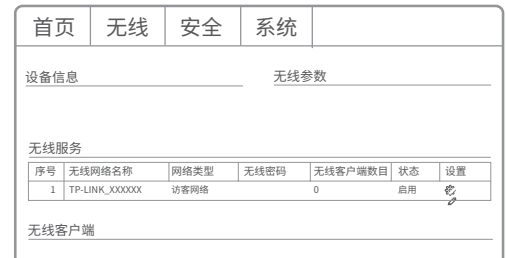 首页 无线 安全 系统
设备信息 无线参数
无线服务
序号 无线网络名称 网络类型 无线密码 无线客户端数目 状态 设置
1 TP-LINK_XXXXXX 访客网络 0 启用
无线客户端